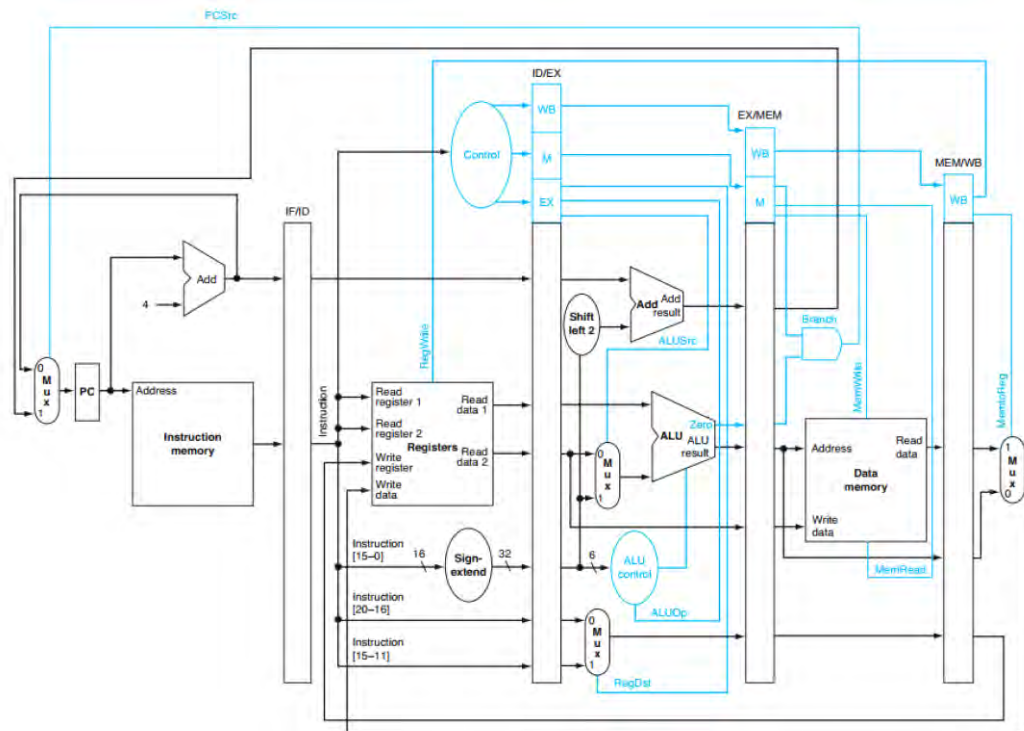 PCSrc
ID/EX
WB
EX/MEM
Control
M
WB
MEM/WB
EX
M
WB
IF/ID
Add
4
Add
Add
result
Shift
left 2
Branch
ALUSrc
RegWrite
MemWrite
MemtoReg
0
M
u
x
1
PC
Address
Instruction
memory
Instruction
Read
register 1
Read
data 1
Read
register 2
Registers
Read
data 2
Write
register
Write
data
0
M
u
x
1
Zero
ALU
ALU
result
Address
Read
data
Data
memory
Write
data
1
M
u
x
0
Instruction
[15–0]
16
Sign-
extend
32
6
ALU
control
MemRead
Instruction
[20–16]
ALUOp
0
M
u
x
1
Instruction
[15–11]
RegDst